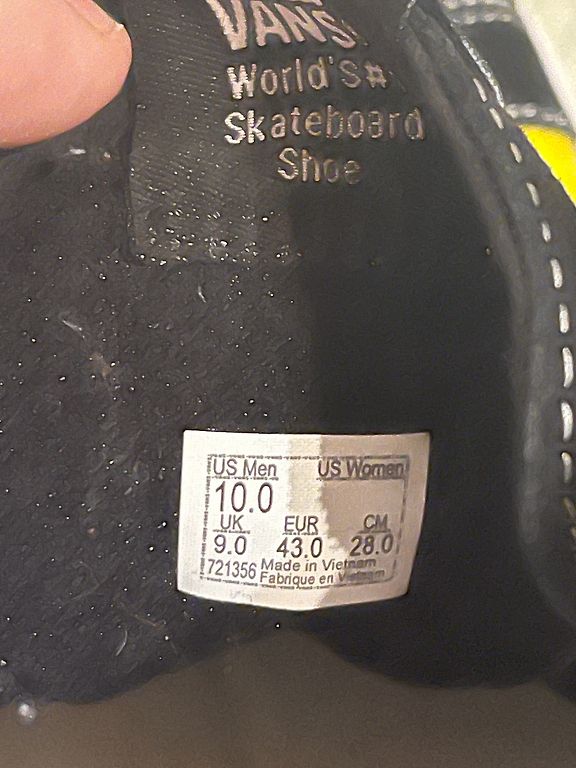 VANS
World's#
Skateboard
Shoe
US Men US Women
10.0
UK EUR CM
9.0 43.0 28.0
721356 Made in Vietnam
Fabrique en Vietnam